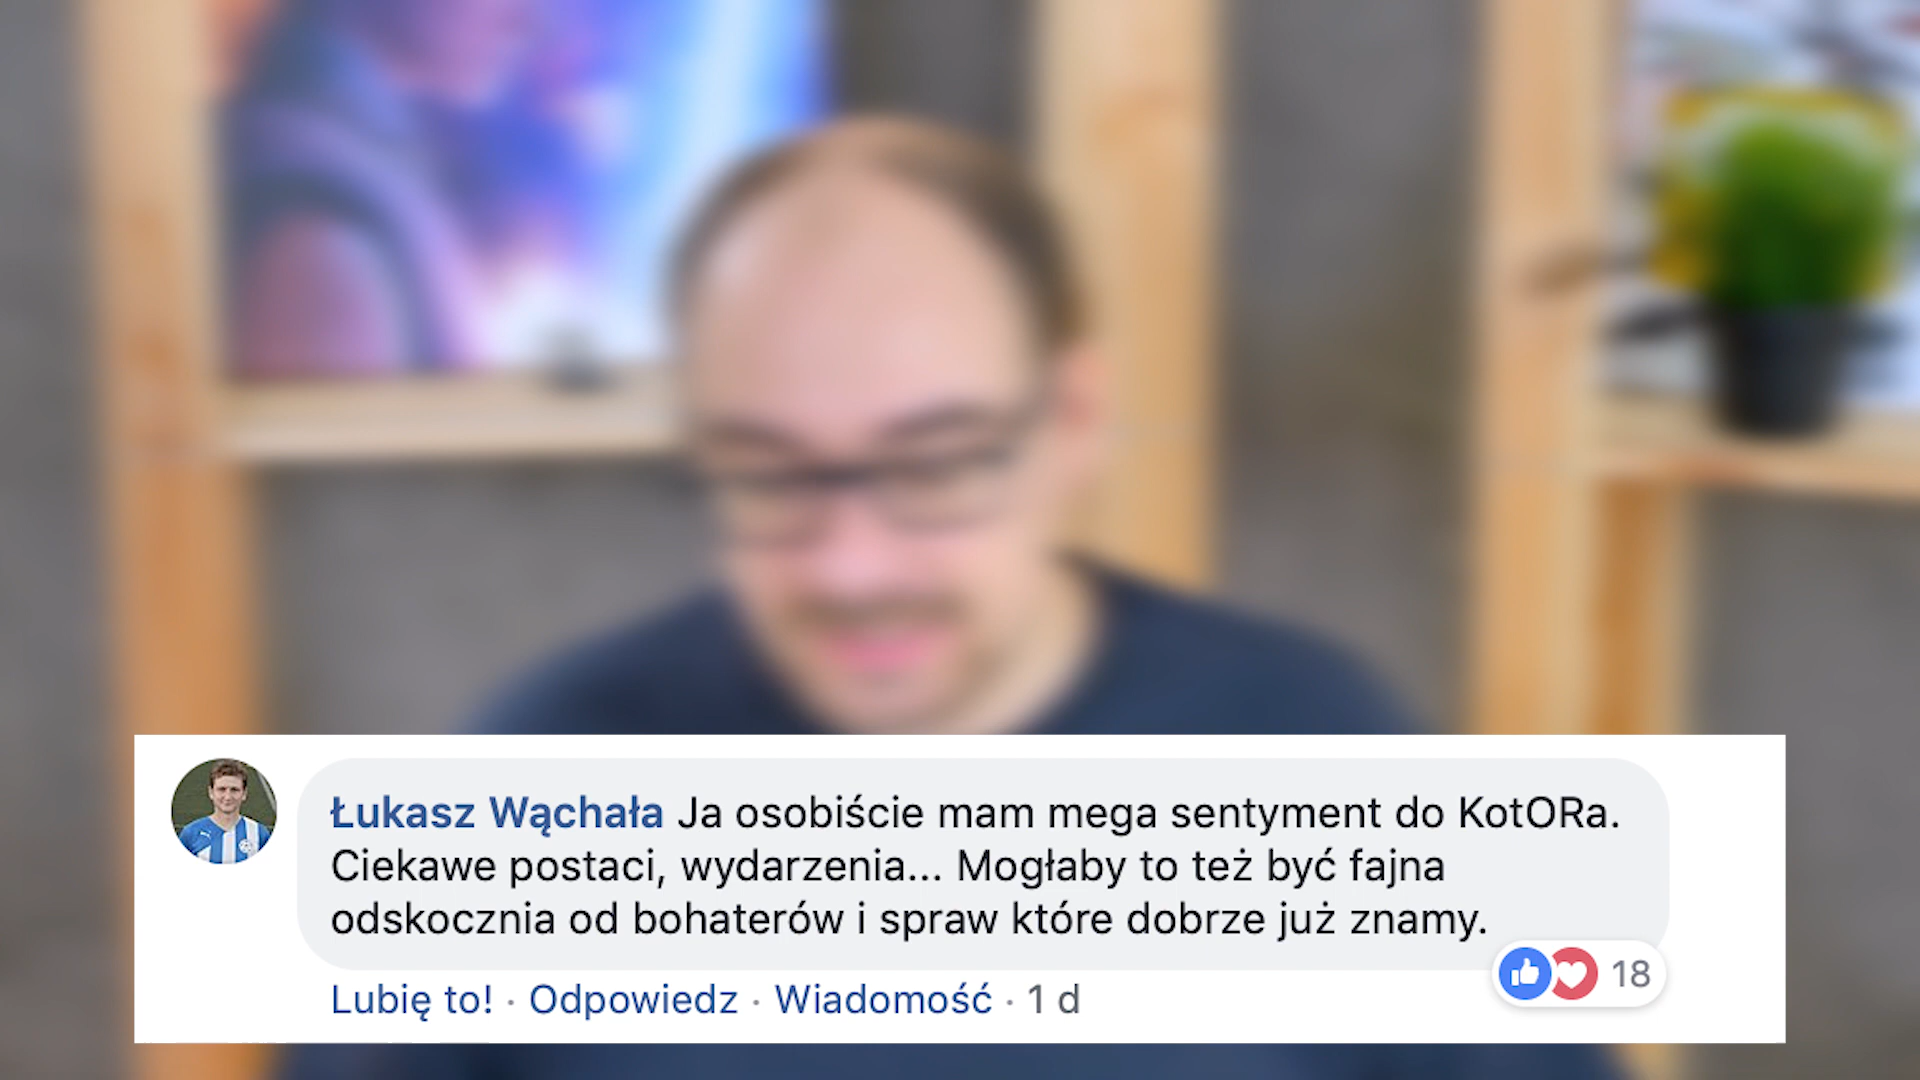 Łukasz Wąchała Ja osobiście mam mega sentyment do KotORa.
Ciekawe postaci, wydarzenia... Mogłaby to też być fajna
odskocznia od bohaterów i spraw które dobrze już znamy.
18
Lubię to! · Odpowiedz · Wiadomość · 1 d